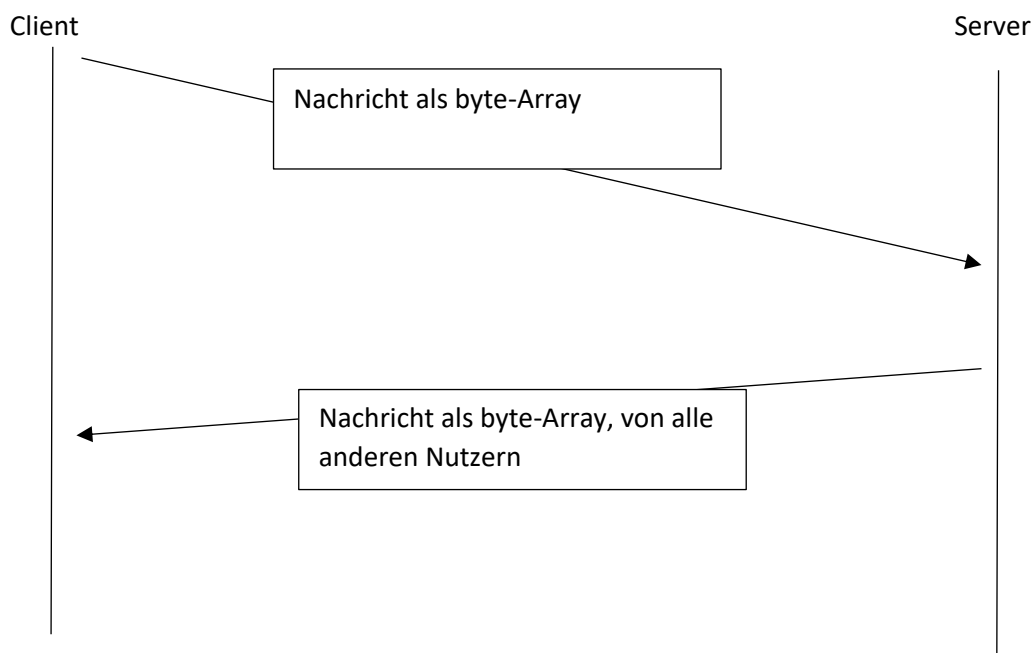 Client
Server
Nachricht als byte-Array
Nachricht als byte-Array, von alle
anderen Nutzern